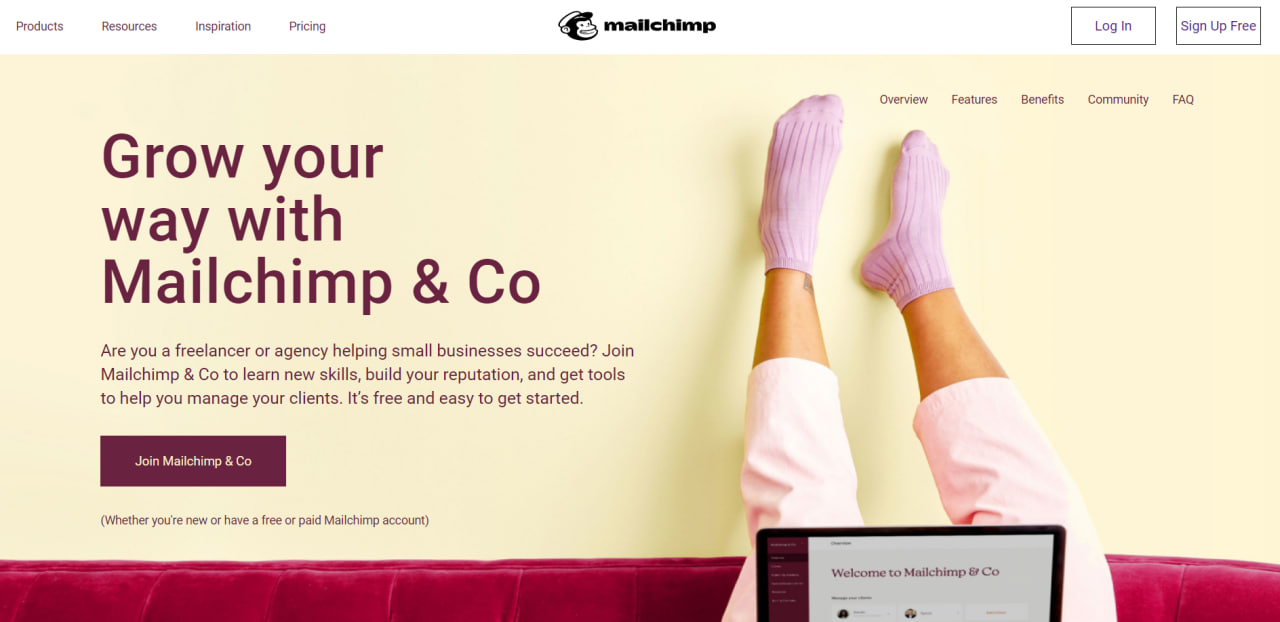 Products Resources Inspiration Pricing mailchimp Log In Sign Up Free
Overview Features Benefits Community FAQ
Grow your
way with
Mailchimp & Co
Are you a freelancer or agency helping small businesses succeed? Join
Mailchimp & Co to learn new skills, build your reputation, and get tools
to help you manage your clients. It’s free and easy to get started.
Join Mailchimp & Co
(Whether you're new or have a free or paid Mailchimp account)
Overview
Welcome to Mailchimp & Co
Manage your clients